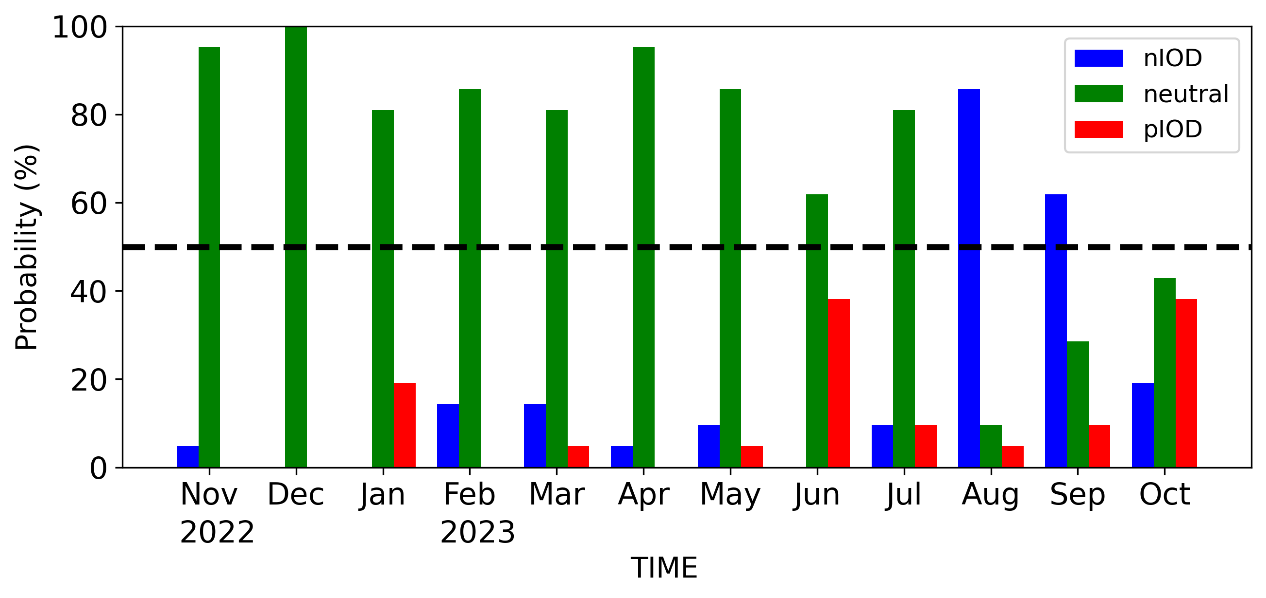 100
80
60
40
20
0
Probability (%)
nIOD
neutral
pIOD
Nov Dec Jan Feb Mar Apr May Jun Jul Aug Sep Oct
2022 2023
TIME